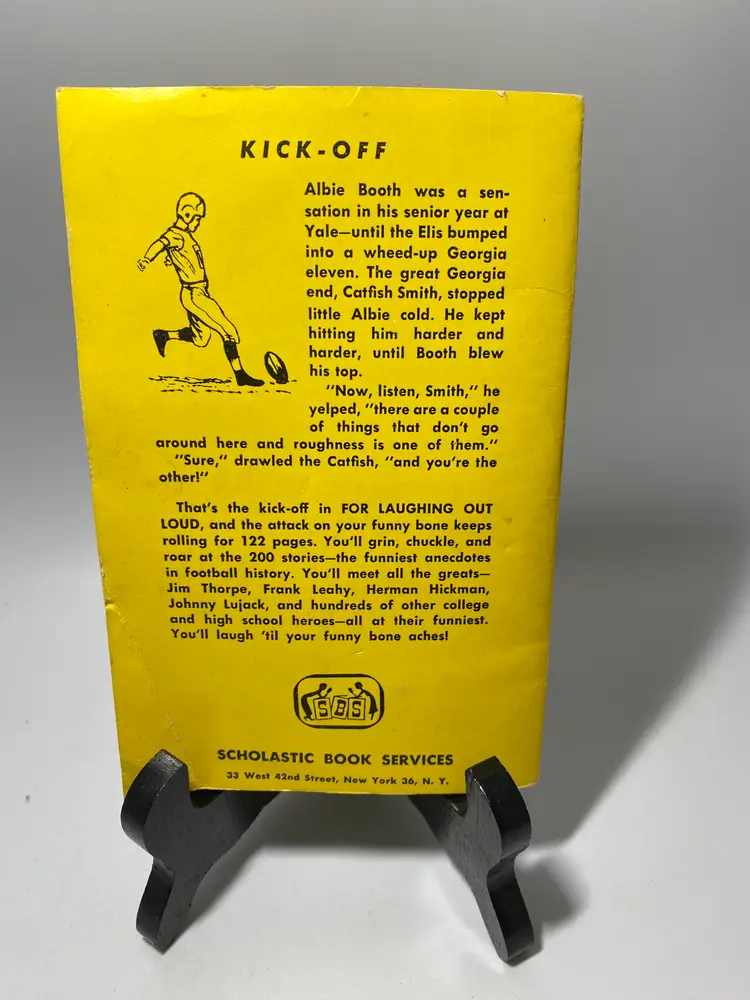 KICK-OFF
Albie Booth was a sen-
sation in his senior year at
Yale—until the Elis bumped
into a wheed-up Georgia
eleven. The great Georgia
end, Catfish Smith, stopped
little Albie cold. He kept
hitting him harder and
harder, until Booth blew
his top.
"Now, listen, Smith," he
yelped, "there are a couple
of things that don't go
around here and roughness is one of them."
"Sure," drawled the Catfish, "and you're the
other!"
That's the kick-off in FOR LAUGHING OUT
LOUD, and the attack on your funny bone keeps
rolling for 122 pages. You'll grin, chuckle, and
roar at the 200 stories—the funniest anecdotes
in football history. You'll meet all the greats—
Jim Thorpe, Frank Leahy, Herman Hickman,
Johnny Lujack, and hundreds of other college
and high school heroes—all at their funniest.
You'll laugh 'til your funny bone aches!
SBS
SCHOLASTIC BOOK SERVICES
33 West 42nd Street, New York 36, N. Y.